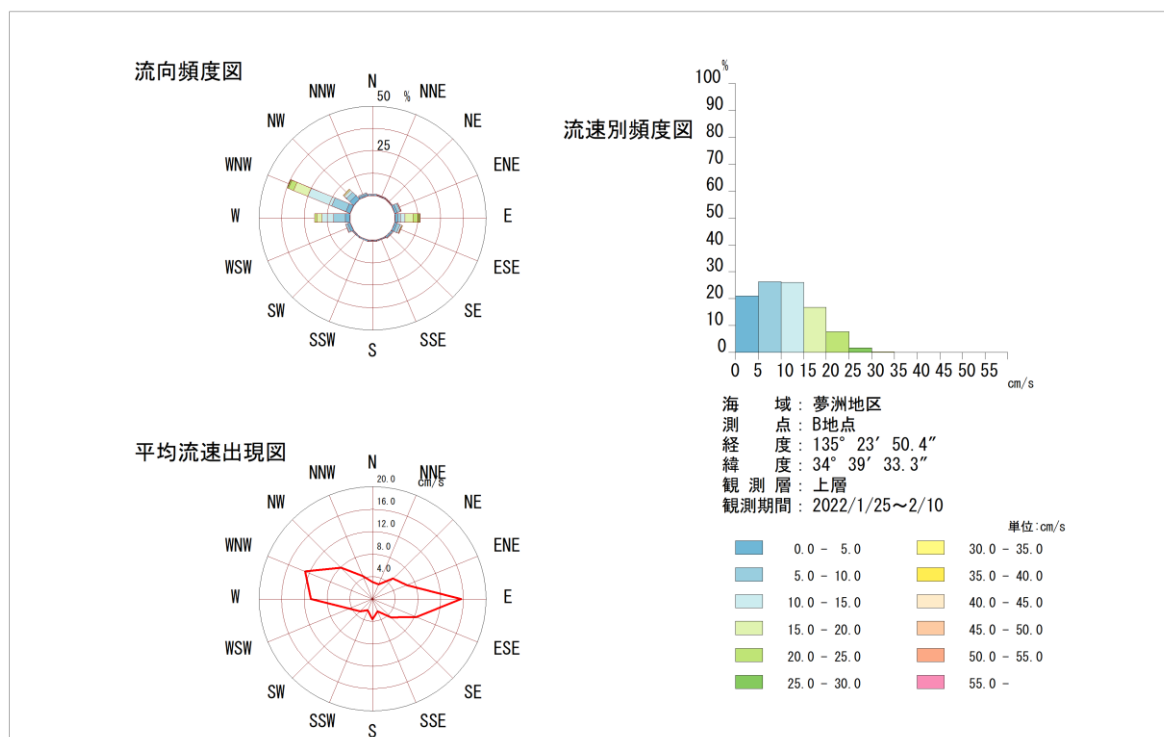 流向頻度図
N
50 %
25
NNE
NE
ENE
E
ESE
SE
SSE
S
SSW
SW
WSW
W
WNW
NW
NNW
流速別頻度図
%
100
90
80
70
60
50
40
30
20
10
0
0 5 10 15 20 25 30 35 40 45 50 55
cm/s
海 域 : 夢洲地区
測 点 : B地点
経 度 : 135° 23′ 50.4″
緯 度 : 34° 39′ 33.3″
観 測 層 : 上層
観測期間 : 2022/1/25~2/10
平均流速出現図
N
20.0
cm/s
16.0
12.0
8.0
4.0
NNE
NE
ENE
E
ESE
SE
SSE
S
SSW
SW
WSW
W
WNW
NW
NNW
単位:cm/s
0.0 - 5.0
5.0 - 10.0
10.0 - 15.0
15.0 - 20.0
20.0 - 25.0
25.0 - 30.0
30.0 - 35.0
35.0 - 40.0
40.0 - 45.0
45.0 - 50.0
50.0 - 55.0
55.0 -